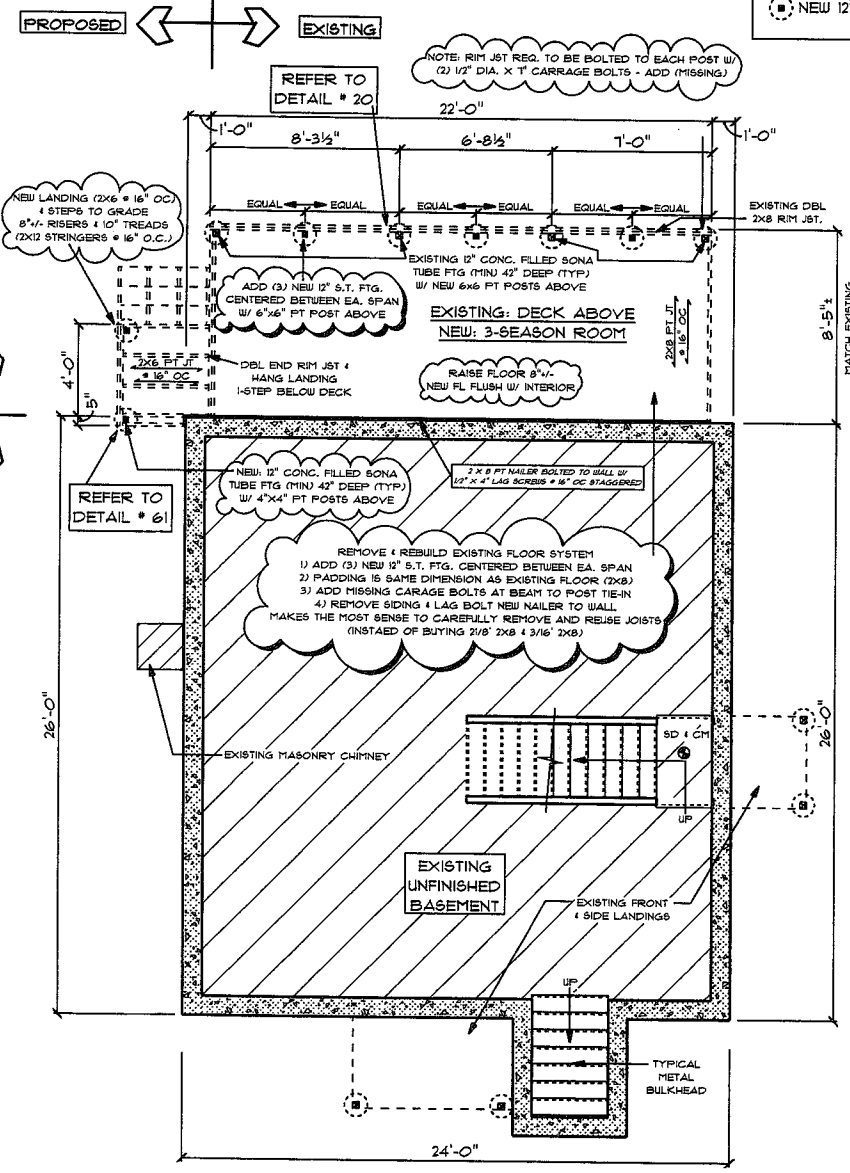 PROPOSED
EXISTING
NEW 12
NOTE: RIM JST REQ. TO BE BOLTED TO EACH POST W/
(2) 1/2" DIA. X 7" CARRAGE BOLTS - ADD (MISSING)
REFER TO
DETAIL # 20
22'-0"
1'-0"
8'-3½"
6'-8½"
7'-0"
1'-0"
NEW LANDING (2X6 @ 16" OC)
& STEPS TO GRADE
8"+/- RISERS & 10" TREADS
(2X12 STRINGERS @ 16" O.C.)
EQUAL
EQUAL
EQUAL
EQUAL
EQUAL
EQUAL
EXISTING DBL
2X8 RIM JST.
EXISTING 12" CONC. FILLED SONA
TUBE FTG (MIN) 42" DEEP (TYP)
W/ NEW 6x6 PT POSTS ABOVE
ADD (3) NEW 12" S.T. FTG.
CENTERED BETWEEN EA. SPAN
W/ 6"x6" PT POST ABOVE
EXISTING: DECK ABOVE
NEW: 3-SEASON ROOM
2X8 PT JT
@ 16" OC
8'-5"±
MATCH EXISTING
4'-0"
5"
2X6 PT JT
@ 16" OC
DBL END RIM JST &
HANG LANDING
1-STEP BELOW DECK
RAISE FLOOR 8"+/-
NEW FL FLUSH W/ INTERIOR
REFER TO
DETAIL # 61
NEW: 12" CONC. FILLED SONA
TUBE FTG (MIN) 42" DEEP (TYP)
W/ 4"X4" PT POSTS ABOVE
2 X 8 PT NAILER BOLTED TO WALL W/
1/2" X 4" LAG SCREWS @ 16" OC STAGGERED
REMOVE & REBUILD EXISTING FLOOR SYSTEM
1) ADD (3) NEW 12" S.T. FTG. CENTERED BETWEEN EA. SPAN
2) PADDING IS SAME DIMENSION AS EXISTING FLOOR (2X8)
3) ADD MISSING CARAGE BOLTS AT BEAM TO POST TIE-IN
4) REMOVE SIDING & LAG BOLT NEW NAILER TO WALL
MAKES THE MOST SENSE TO CAREFULLY REMOVE AND REUSE JOISTS
(INSTAED OF BUYING 21/8' 2X8 & 3/16' 2X8)
26'-0"
EXISTING MASONRY CHIMNEY
SD & CM
UP
26'-0"
EXISTING
UNFINISHED
BASEMENT
EXISTING FRONT
& SIDE LANDINGS
UP
TYPICAL
METAL
BULKHEAD
24'-0"